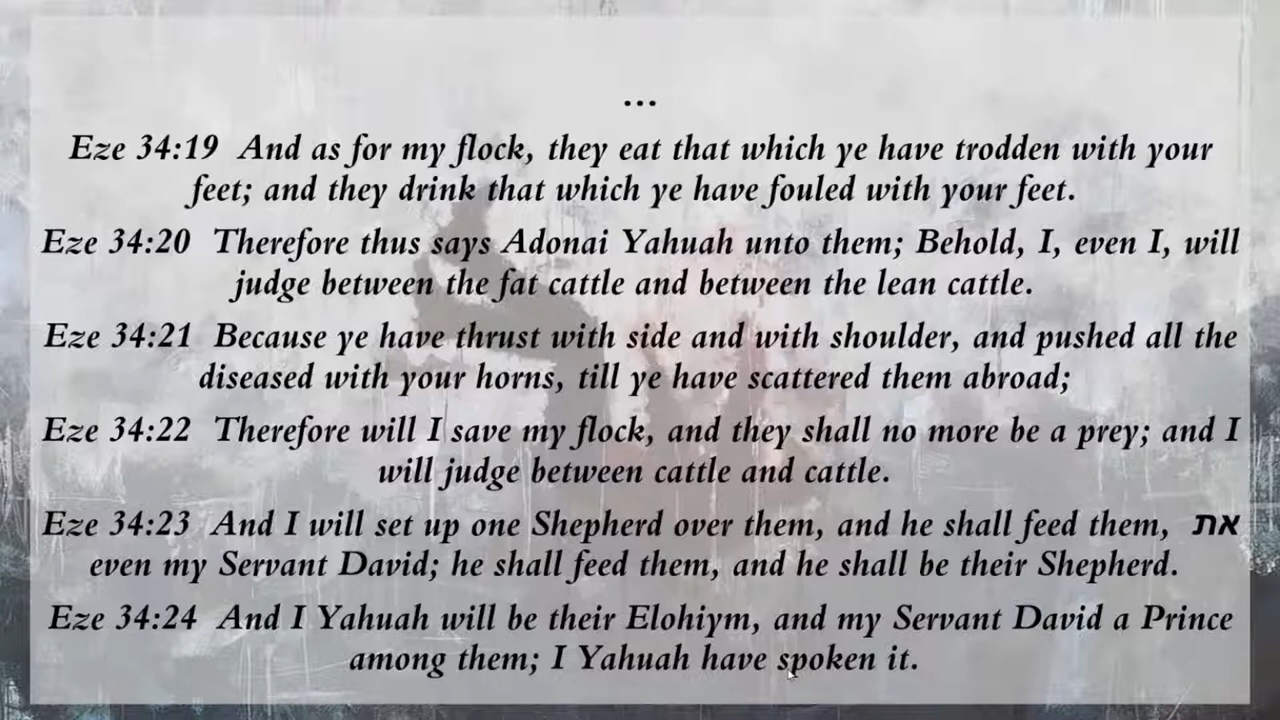 ...
Eze 34:19 And as for my flock, they eat that which ye have trodden with your
feet; and they drink that which ye have fouled with your feet.
Eze 34:20 Therefore thus says Adonai Yahuah unto them; Behold, I, even I, will
judge between the fat cattle and between the lean cattle.
Eze 34:21 Because ye have thrust with side and with shoulder, and pushed all the
diseased with your horns, till ye have scattered them abroad;
Eze 34:22 Therefore will I save my flock, and they shall no more be a prey; and I
will judge between cattle and cattle.
Eze 34:23 And I will set up one Shepherd over them, and he shall feed them, את
even my Servant David; he shall feed them, and he shall be their Shepherd.
Eze 34:24 And I Yahuah will be their Elohiym, and my Servant David a Prince
among them; I Yahuah have spoken it.